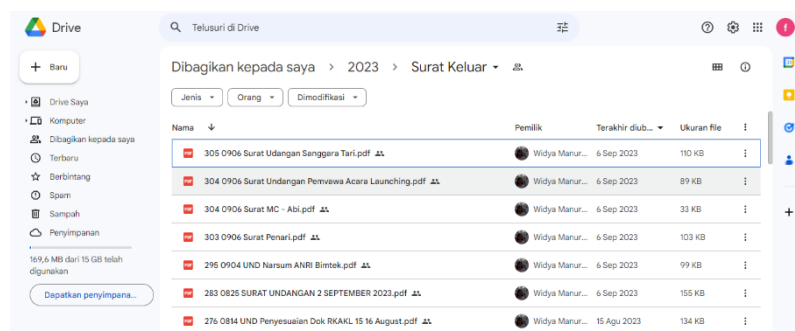 Drive
Telusuri di Drive
f
Baru
Dibagikan kepada saya > 2023 > Surat Keluar
Jenis Orang Dimodifikasi
Drive Saya
Komputer
Dibagikan kepada saya
Terbaru
Berbintang
Spam
Sampah
Penyimpanan
169,6 MB dari 15 GB telah
digunakan
Dapatkan penyimpana...
Nama Pemilik Terakhir diub... Ukuran file
PDF 305 0906 Surat Udangan Sanggara Tari.pdf Widya Manur... 6 Sep 2023 110 KB
PDF 304 0906 Surat Undangan Pemvawa Acara Launching.pdf Widya Manur... 6 Sep 2023 89 KB
PDF 304 0906 Surat MC - Abi.pdf Widya Manur... 6 Sep 2023 33 KB
PDF 303 0906 Surat Penari.pdf Widya Manur... 6 Sep 2023 103 KB
PDF 295 0904 UND Narsum ANRI Bimtek.pdf Widya Manur... 6 Sep 2023 99 KB
PDF 283 0825 SURAT UNDANGAN 2 SEPTEMBER 2023.pdf Widya Manur... 6 Sep 2023 155 KB
PDF 276 0814 UND Penyesuaian Dok RKAKL 15 16 August.pdf Widya Manur... 15 Agu 2023 134 KB